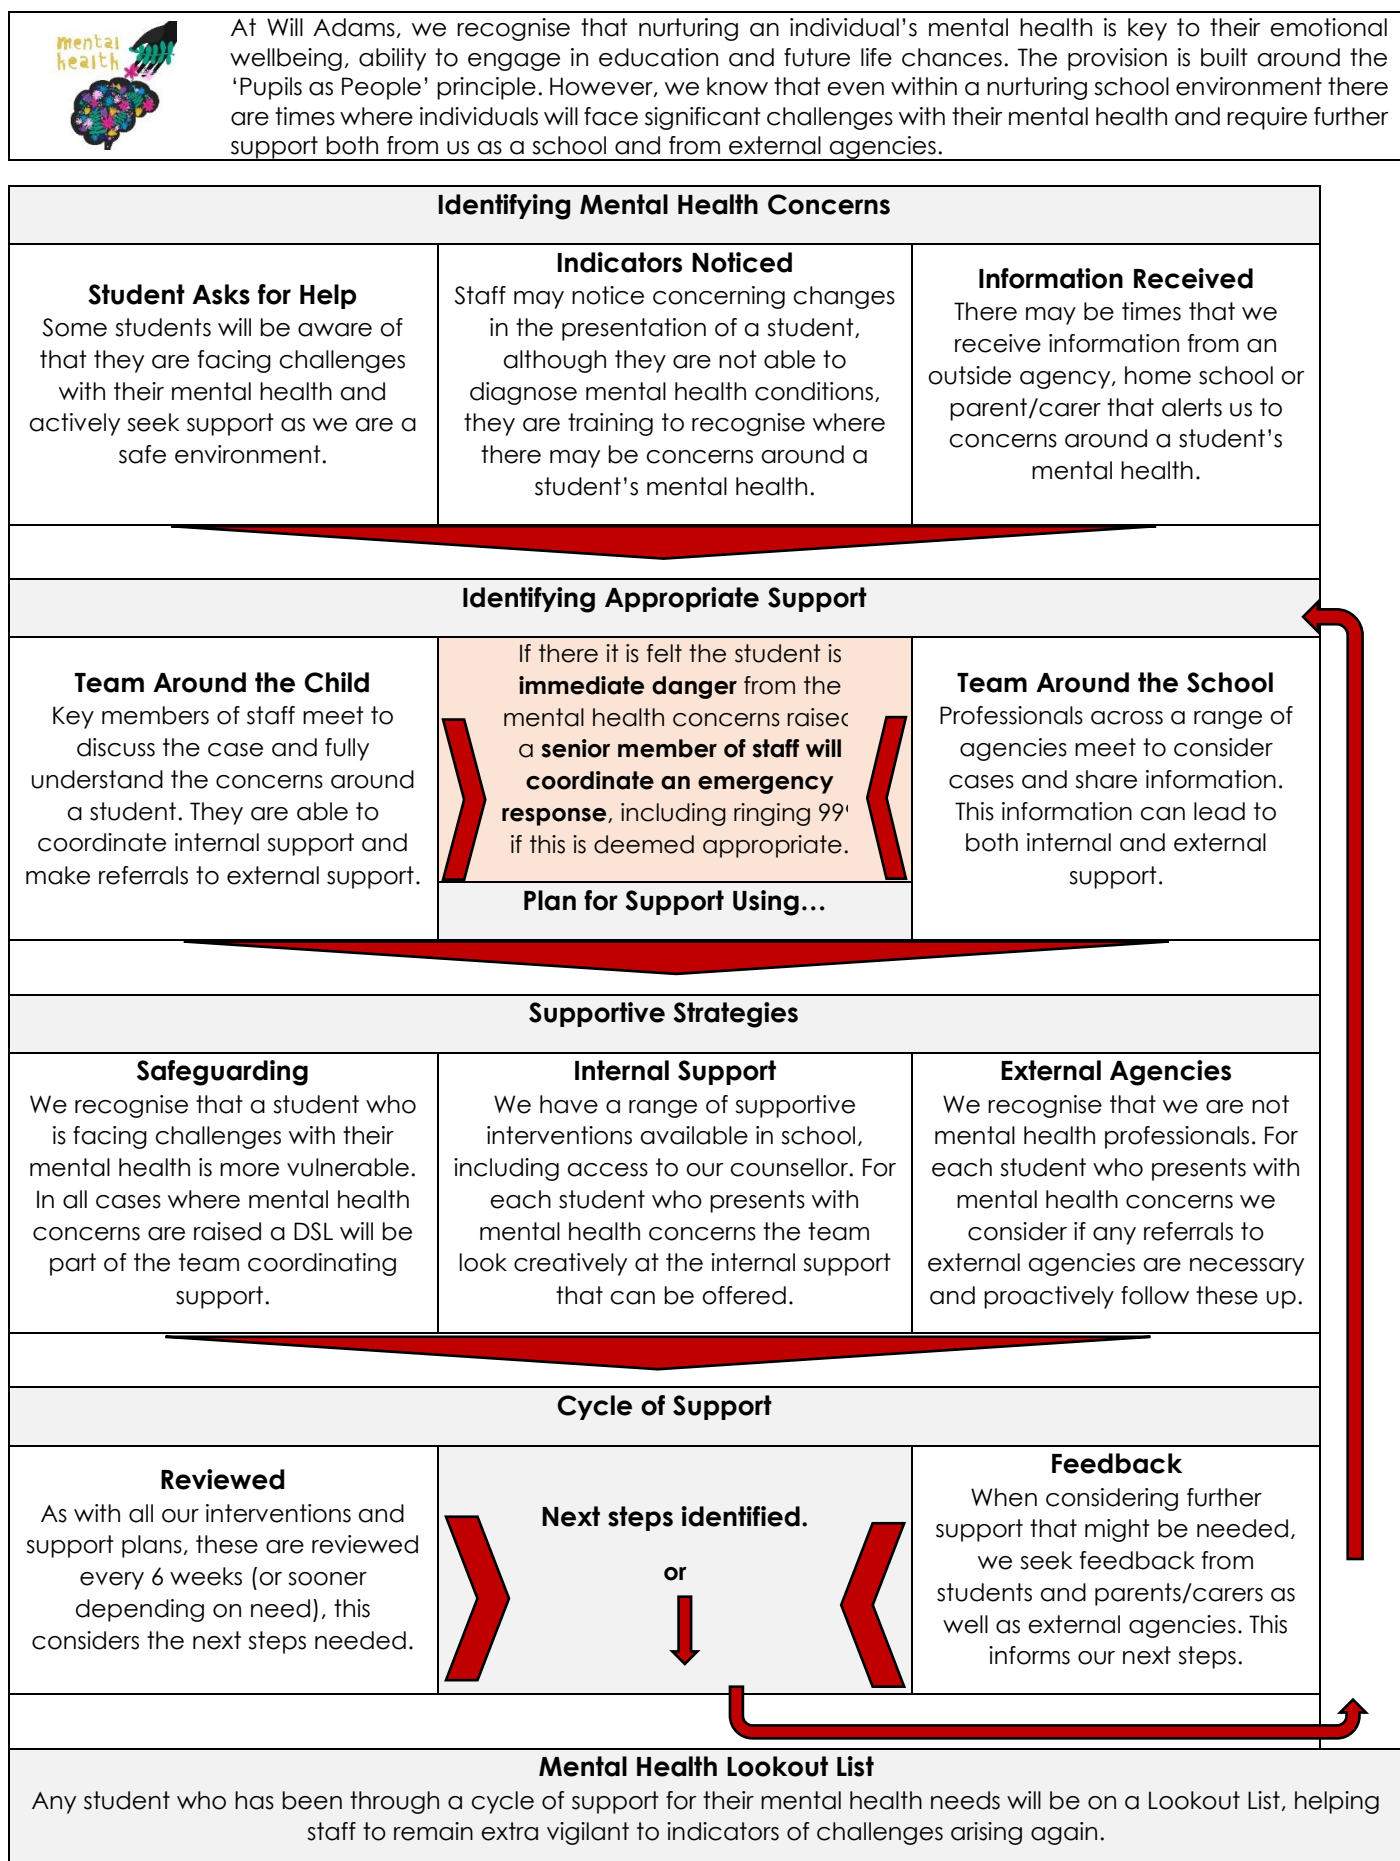 mental
health
At Will Adams, we recognise that nurturing an individual’s mental health is key to their emotional
wellbeing, ability to engage in education and future life chances. The provision is built around the
‘Pupils as People’ principle. However, we know that even within a nurturing school environment there
are times where individuals will face significant challenges with their mental health and require further
support both from us as a school and from external agencies.
Identifying Mental Health Concerns
Student Asks for Help
Some students will be aware of
that they are facing challenges
with their mental health and
actively seek support as we are a
safe environment.
Indicators Noticed
Staff may notice concerning changes
in the presentation of a student,
although they are not able to
diagnose mental health conditions,
they are training to recognise where
there may be concerns around a
student’s mental health.
Information Received
There may be times that we
receive information from an
outside agency, home school or
parent/carer that alerts us to
concerns around a student’s
mental health.
Identifying Appropriate Support
Team Around the Child
Key members of staff meet to
discuss the case and fully
understand the concerns around
a student. They are able to
coordinate internal support and
make referrals to external support.
If there it is felt the student is
immediate danger from the
mental health concerns
a senior member of staff will
coordinate an emergency
response, including ringing
if this is deemed appropriate.
Plan for Support Using…
Team Around the School
Professionals across a range of
agencies meet to consider
cases and share information.
This information can lead to
both internal and external
support.
Supportive Strategies
Safeguarding
We recognise that a student who
is facing challenges with their
mental health is more vulnerable.
In all cases where mental health
concerns are raised a DSL will be
part of the team coordinating
support.
Internal Support
We have a range of supportive
interventions available in school,
including access to our counsellor. For
each student who presents with
mental health concerns the team
look creatively at the internal support
that can be offered.
External Agencies
We recognise that we are not
mental health professionals. For
each student who presents with
mental health concerns we
consider if any referrals to
external agencies are necessary
and proactively follow these up.
Cycle of Support
Reviewed
As with all our interventions and
support plans, these are reviewed
every 6 weeks (or sooner
depending on need), this
considers the next steps needed.
Next steps identified.
or
Feedback
When considering further
support that might be needed,
we seek feedback from
students and parents/carers as
well as external agencies. This
informs our next steps.
Mental Health Lookout List
Any student who has been through a cycle of support for their mental health needs will be on a Lookout List, helping
staff to remain extra vigilant to indicators of challenges arising again.